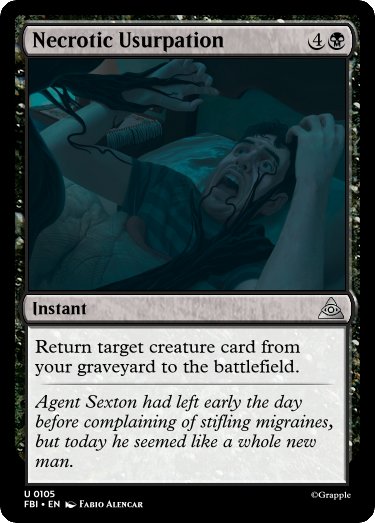 Necrotic Usurpation 4
Instant
Return target creature card from
your graveyard to the battlefield.
Agent Sexton had left early the day
before complaining of stifling migraines,
but today he seemed like a whole new
man.
U 0105
FBI • EN Fabio Alencar
©Grapple